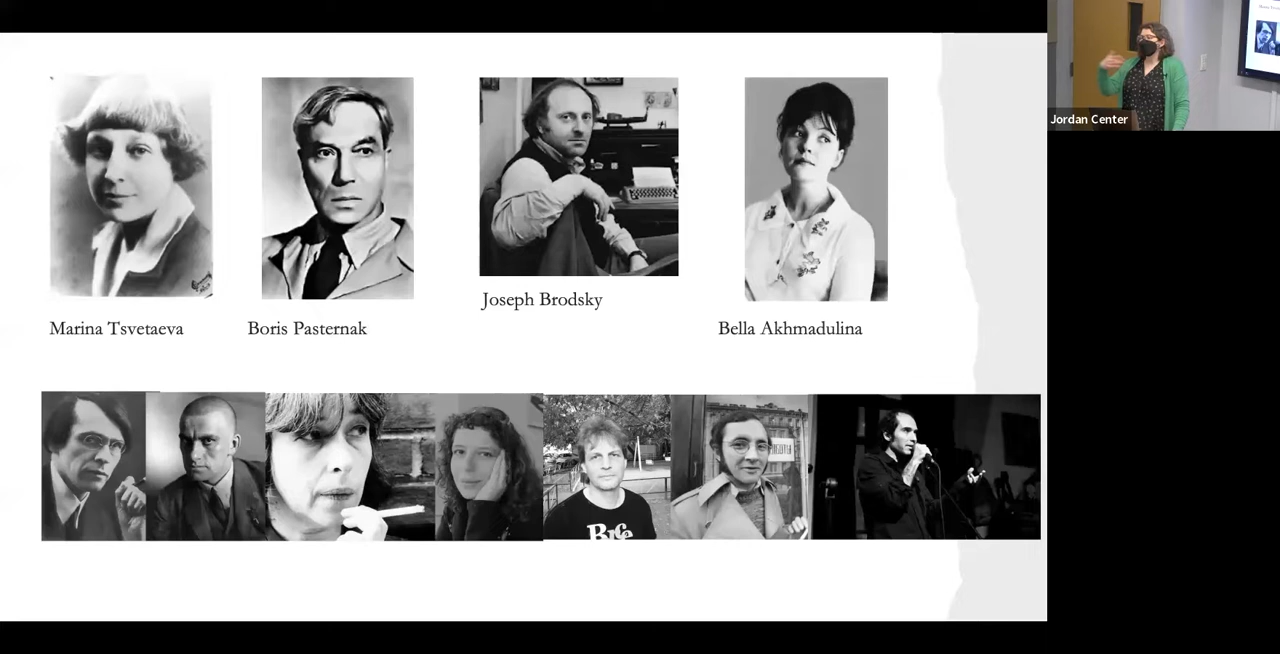 Marina Tsvetaeva
Boris Pasternak
Joseph Brodsky
Bella Akhmadulina
Jordan Center